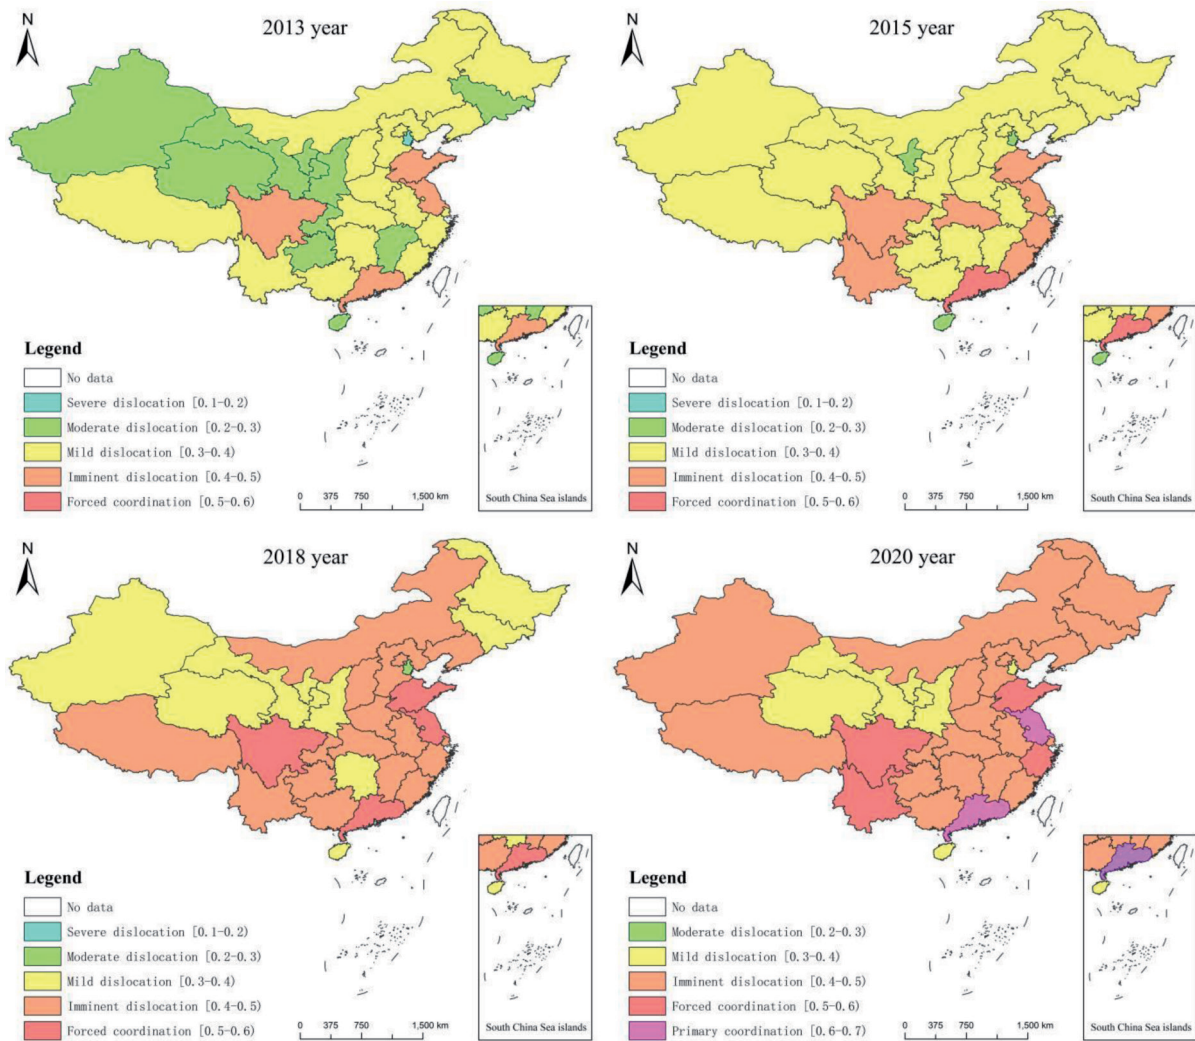 N
2013 year
Legend
No data
Severe dislocation [0.1-0.2)
Moderate dislocation [0.2-0.3)
Mild dislocation [0.3-0.4)
Imminent dislocation [0.4-0.5)
Forced coordination [0.5-0.6)
0 375 750 1,500 km
South China Sea islands
N
2015 year
Legend
No data
Severe dislocation [0.1-0.2)
Moderate dislocation [0.2-0.3)
Mild dislocation [0.3-0.4)
Imminent dislocation [0.4-0.5)
Forced coordination [0.5-0.6)
0 375 750 1,500 km
South China Sea islands
N
2018 year
Legend
No data
Severe dislocation [0.1-0.2)
Moderate dislocation [0.2-0.3)
Mild dislocation [0.3-0.4)
Imminent dislocation [0.4-0.5)
Forced coordination [0.5-0.6)
0 375 750 1,500 km
South China Sea islands
N
2020 year
Legend
No data
Moderate dislocation [0.2-0.3)
Mild dislocation [0.3-0.4)
Imminent dislocation [0.4-0.5)
Forced coordination [0.5-0.6)
Primary coordination [0.6-0.7)
0 375 750 1,500 km
South China Sea islands